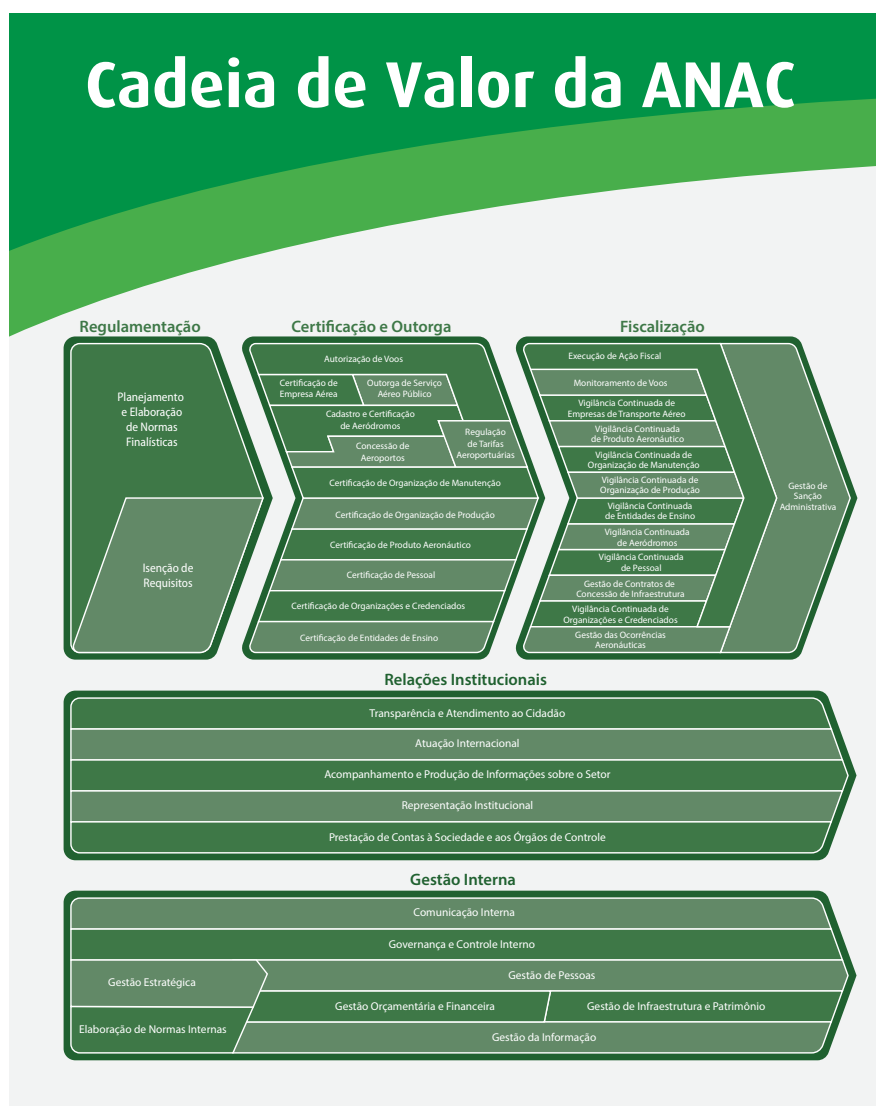 Cadeia de Valor da ANAC
Regulamentação
Planejamento
e Elaboração
de Normas
Finalísticas
Isenção de
Requisitos
Certificação e Outorga
Autorização de Voos
Certificação de
Empresa Aérea
Outorga de Serviço
Aéreo Público
Cadastro e Certificação
de Aeródromos
Concessão de
Aeroportos
Regulação
de Tarifas
Aeroportuárias
Certificação de Organização de Manutenção
Certificação de Organização de Produção
Certificação de Produto Aeronáutico
Certificação de Pessoal
Certificação de Organizações e Credenciados
Certificação de Entidades de Ensino
Fiscalização
Execução de Ação Fiscal
Monitoramento de Voos
Vigilância Continuada de
Empresas de Transporte Aéreo
Vigilância Continuada
de Produto Aeronáutico
Vigilância Continuada de
Organização de Manutenção
Vigilância Continuada de
Organização de Produção
Vigilância Continuada
de Entidades de Ensino
Vigilância Continuada
de Aeródromos
Vigilância Continuada
de Pessoal
Gestão de Contratos de
Concessão de Infraestrutura
Vigilância Continuada de
Organizações e Credenciados
Gestão das Ocorrências
Aeronáuticas
Gestão de
Sanção
Administrativa
Relações Institucionais
Transparência e Atendimento ao Cidadão
Atuação Internacional
Acompanhamento e Produção de Informações sobre o Setor
Representação Institucional
Prestação de Contas à Sociedade e aos Órgãos de Controle
Gestão Interna
Comunicação Interna
Governança e Controle Interno
Gestão Estratégica
Gestão de Pessoas
Gestão Orçamentária e Financeira
Gestão de Infraestrutura e Patrimônio
Elaboração de Normas Internas
Gestão da Informação